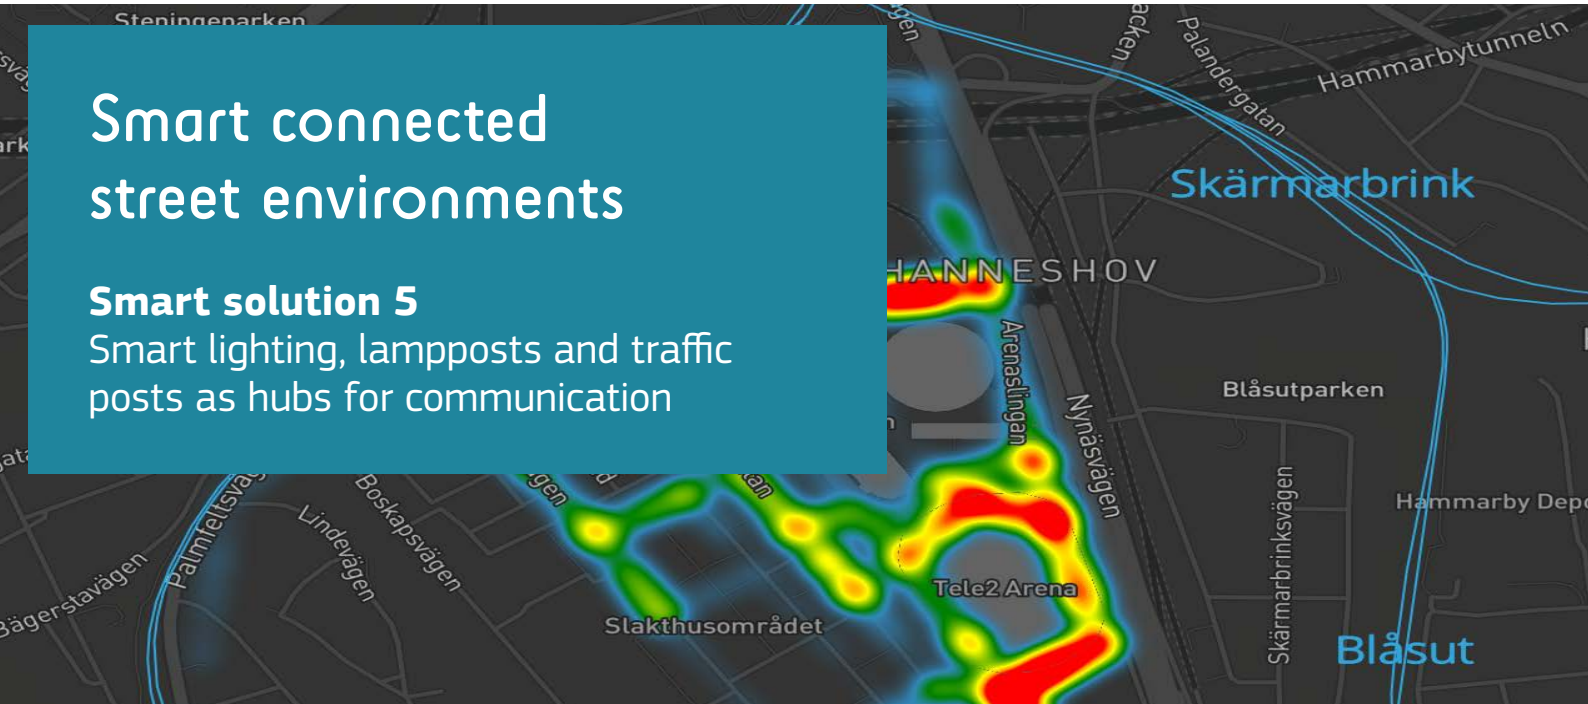 Steningeparken
Smart connected
street environments
Smart solution 5
Smart lighting, lampposts and traffic
posts as hubs for communication
Palandergatan
Hammarbytunneln
Skärmarbrink
HANNESHOV
Arenaslingan
Nynäsvägen
Blåsutparken
Hammarby Depo
Skärmarbrinksvägen
Palmfeltsväg
Lindevägen
Boskapsvägen
Bägerstavägen
Tele2 Arena
Slakthusområdet
Blåsut